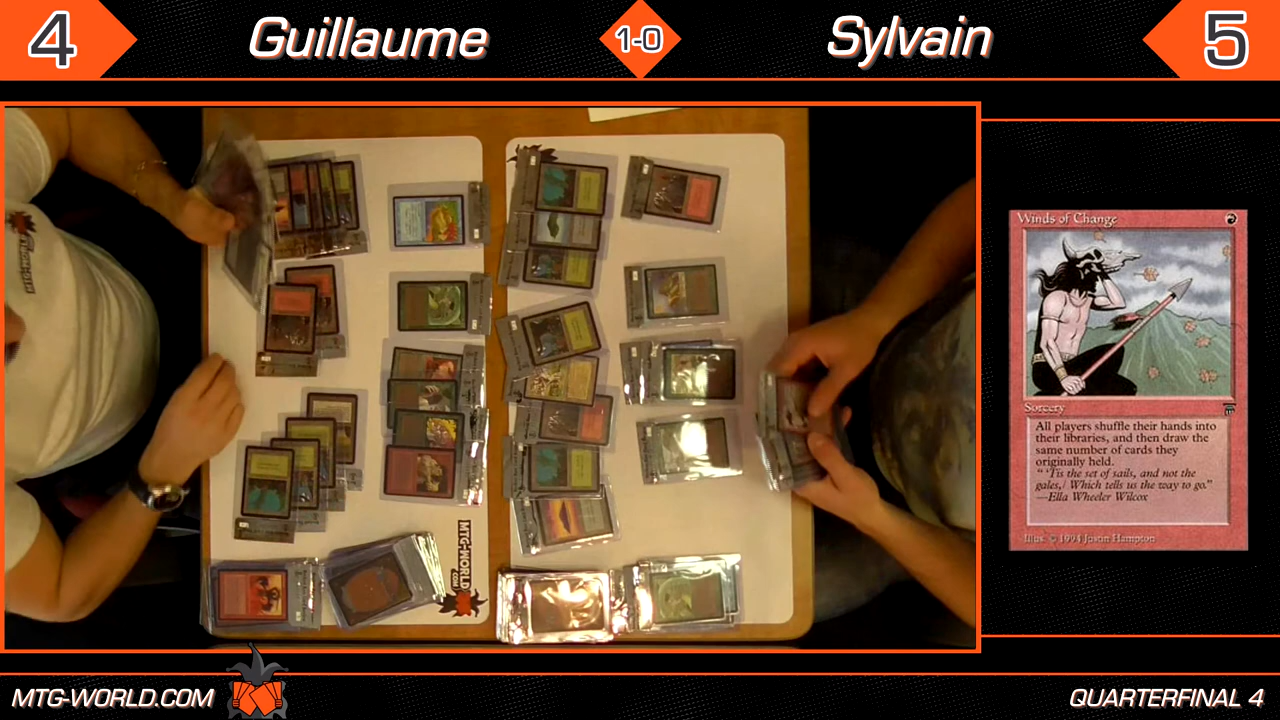 4
Guillaume
1-0
Sylvain
5
Winds of Change
Sorcery
All players shuffle their hands into
their libraries, and then draw the
same number of cards they
originally held.
"'Tis the set of sails, and not the
gales,/ Which tells us the way to go."
—Ella Wheeler Wilcox
Illus. © 1994 Justin Hampton
MTG-WORLD
.COM
MTG-WORLD.COM
QUARTERFINAL 4